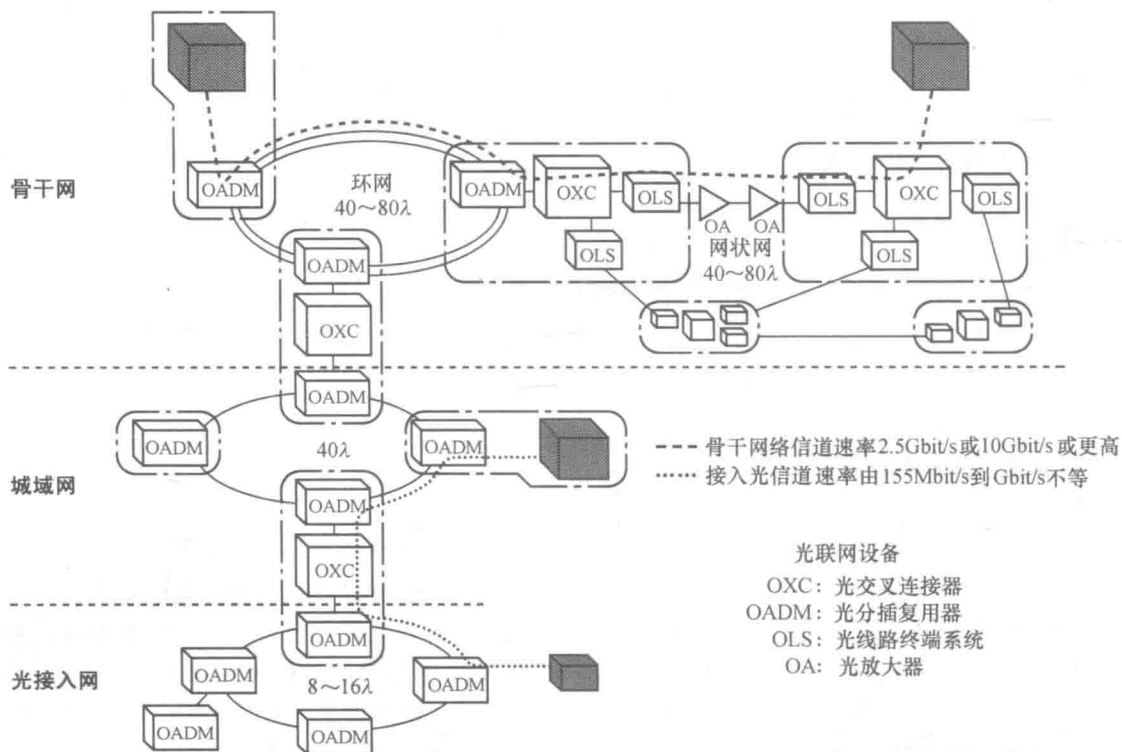 骨干网
OADM
环网
40～80λ
OADM
OXC
OLS
OLS
OA
OA
网状网
40～80λ
OLS
OXC
OLS
OLS
OADM
OXC
OADM
城域网
OADM
40λ
OADM
OADM
OXC
OADM
骨干网络信道速率2.5Gbit/s或10Gbit/s或更高
接入光信道速率由155Mbit/s到Gbit/s不等
光联网设备
OXC：光交叉连接器
OADM：光分插复用器
OLS：光线路终端系统
OA：光放大器
光接入网
OADM
8～16λ
OADM
OADM
OADM